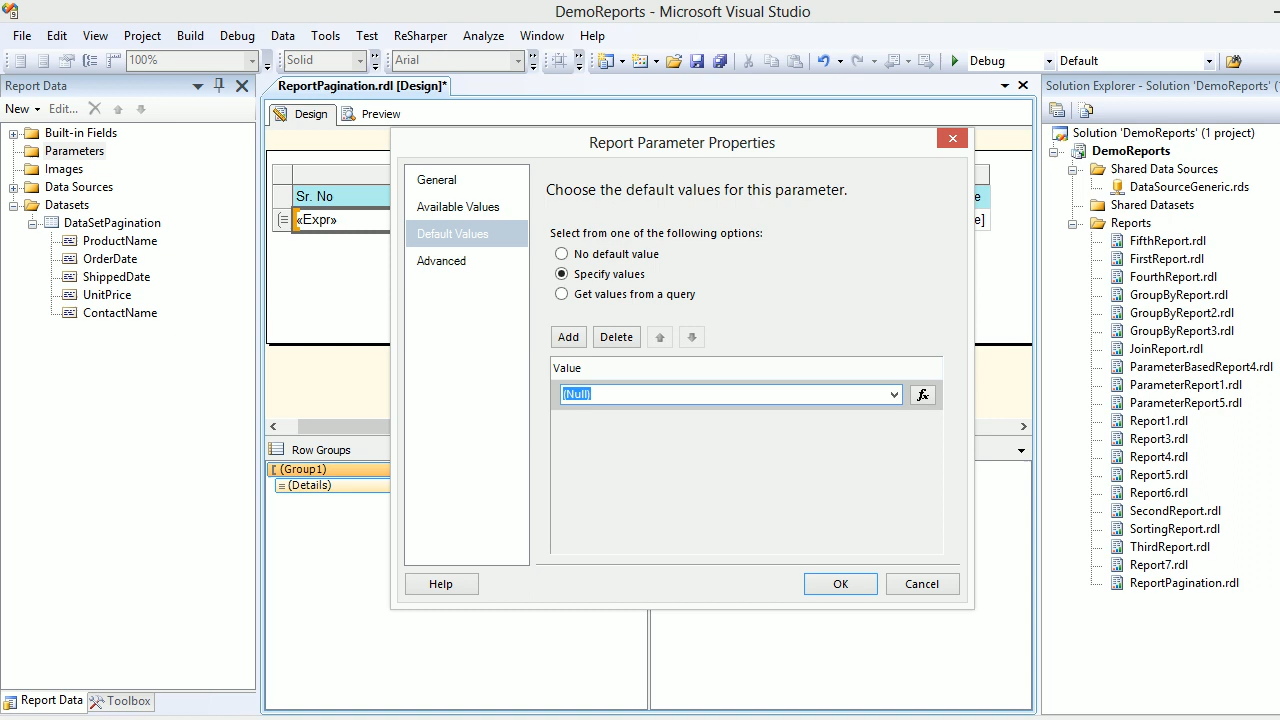 DemoReports - Microsoft Visual Studio
File Edit View Project Build Debug Data Tools Test ReSharper Analyze Window Help
100% Solid Arial Debug Default
Report Data
New Edit...
Built-in Fields
Parameters
Images
Data Sources
Datasets
DataSetPagination
ProductName
OrderDate
ShippedDate
UnitPrice
ContactName
Report Data Toolbox
ReportPagination.rdl [Design]*
Design Preview
Sr. No
«Expr»
e
e]
Row Groups
(Group1)
(Details)
Report Parameter Properties
General
Available Values
Default Values
Advanced
Choose the default values for this parameter.
Select from one of the following options:
No default value
Specify values
Get values from a query
Add Delete
Value
(Null) fx
Help OK Cancel
Solution Explorer - Solution 'DemoReports' (1
Solution 'DemoReports' (1 project)
DemoReports
Shared Data Sources
DataSourceGeneric.rds
Shared Datasets
Reports
FifthReport.rdl
FirstReport.rdl
FourthReport.rdl
GroupByReport.rdl
GroupByReport2.rdl
GroupByReport3.rdl
JoinReport.rdl
ParameterBasedReport4.rdl
ParameterReport1.rdl
ParameterReport5.rdl
Report1.rdl
Report3.rdl
Report4.rdl
Report5.rdl
Report6.rdl
SecondReport.rdl
SortingReport.rdl
ThirdReport.rdl
Report7.rdl
ReportPagination.rdl